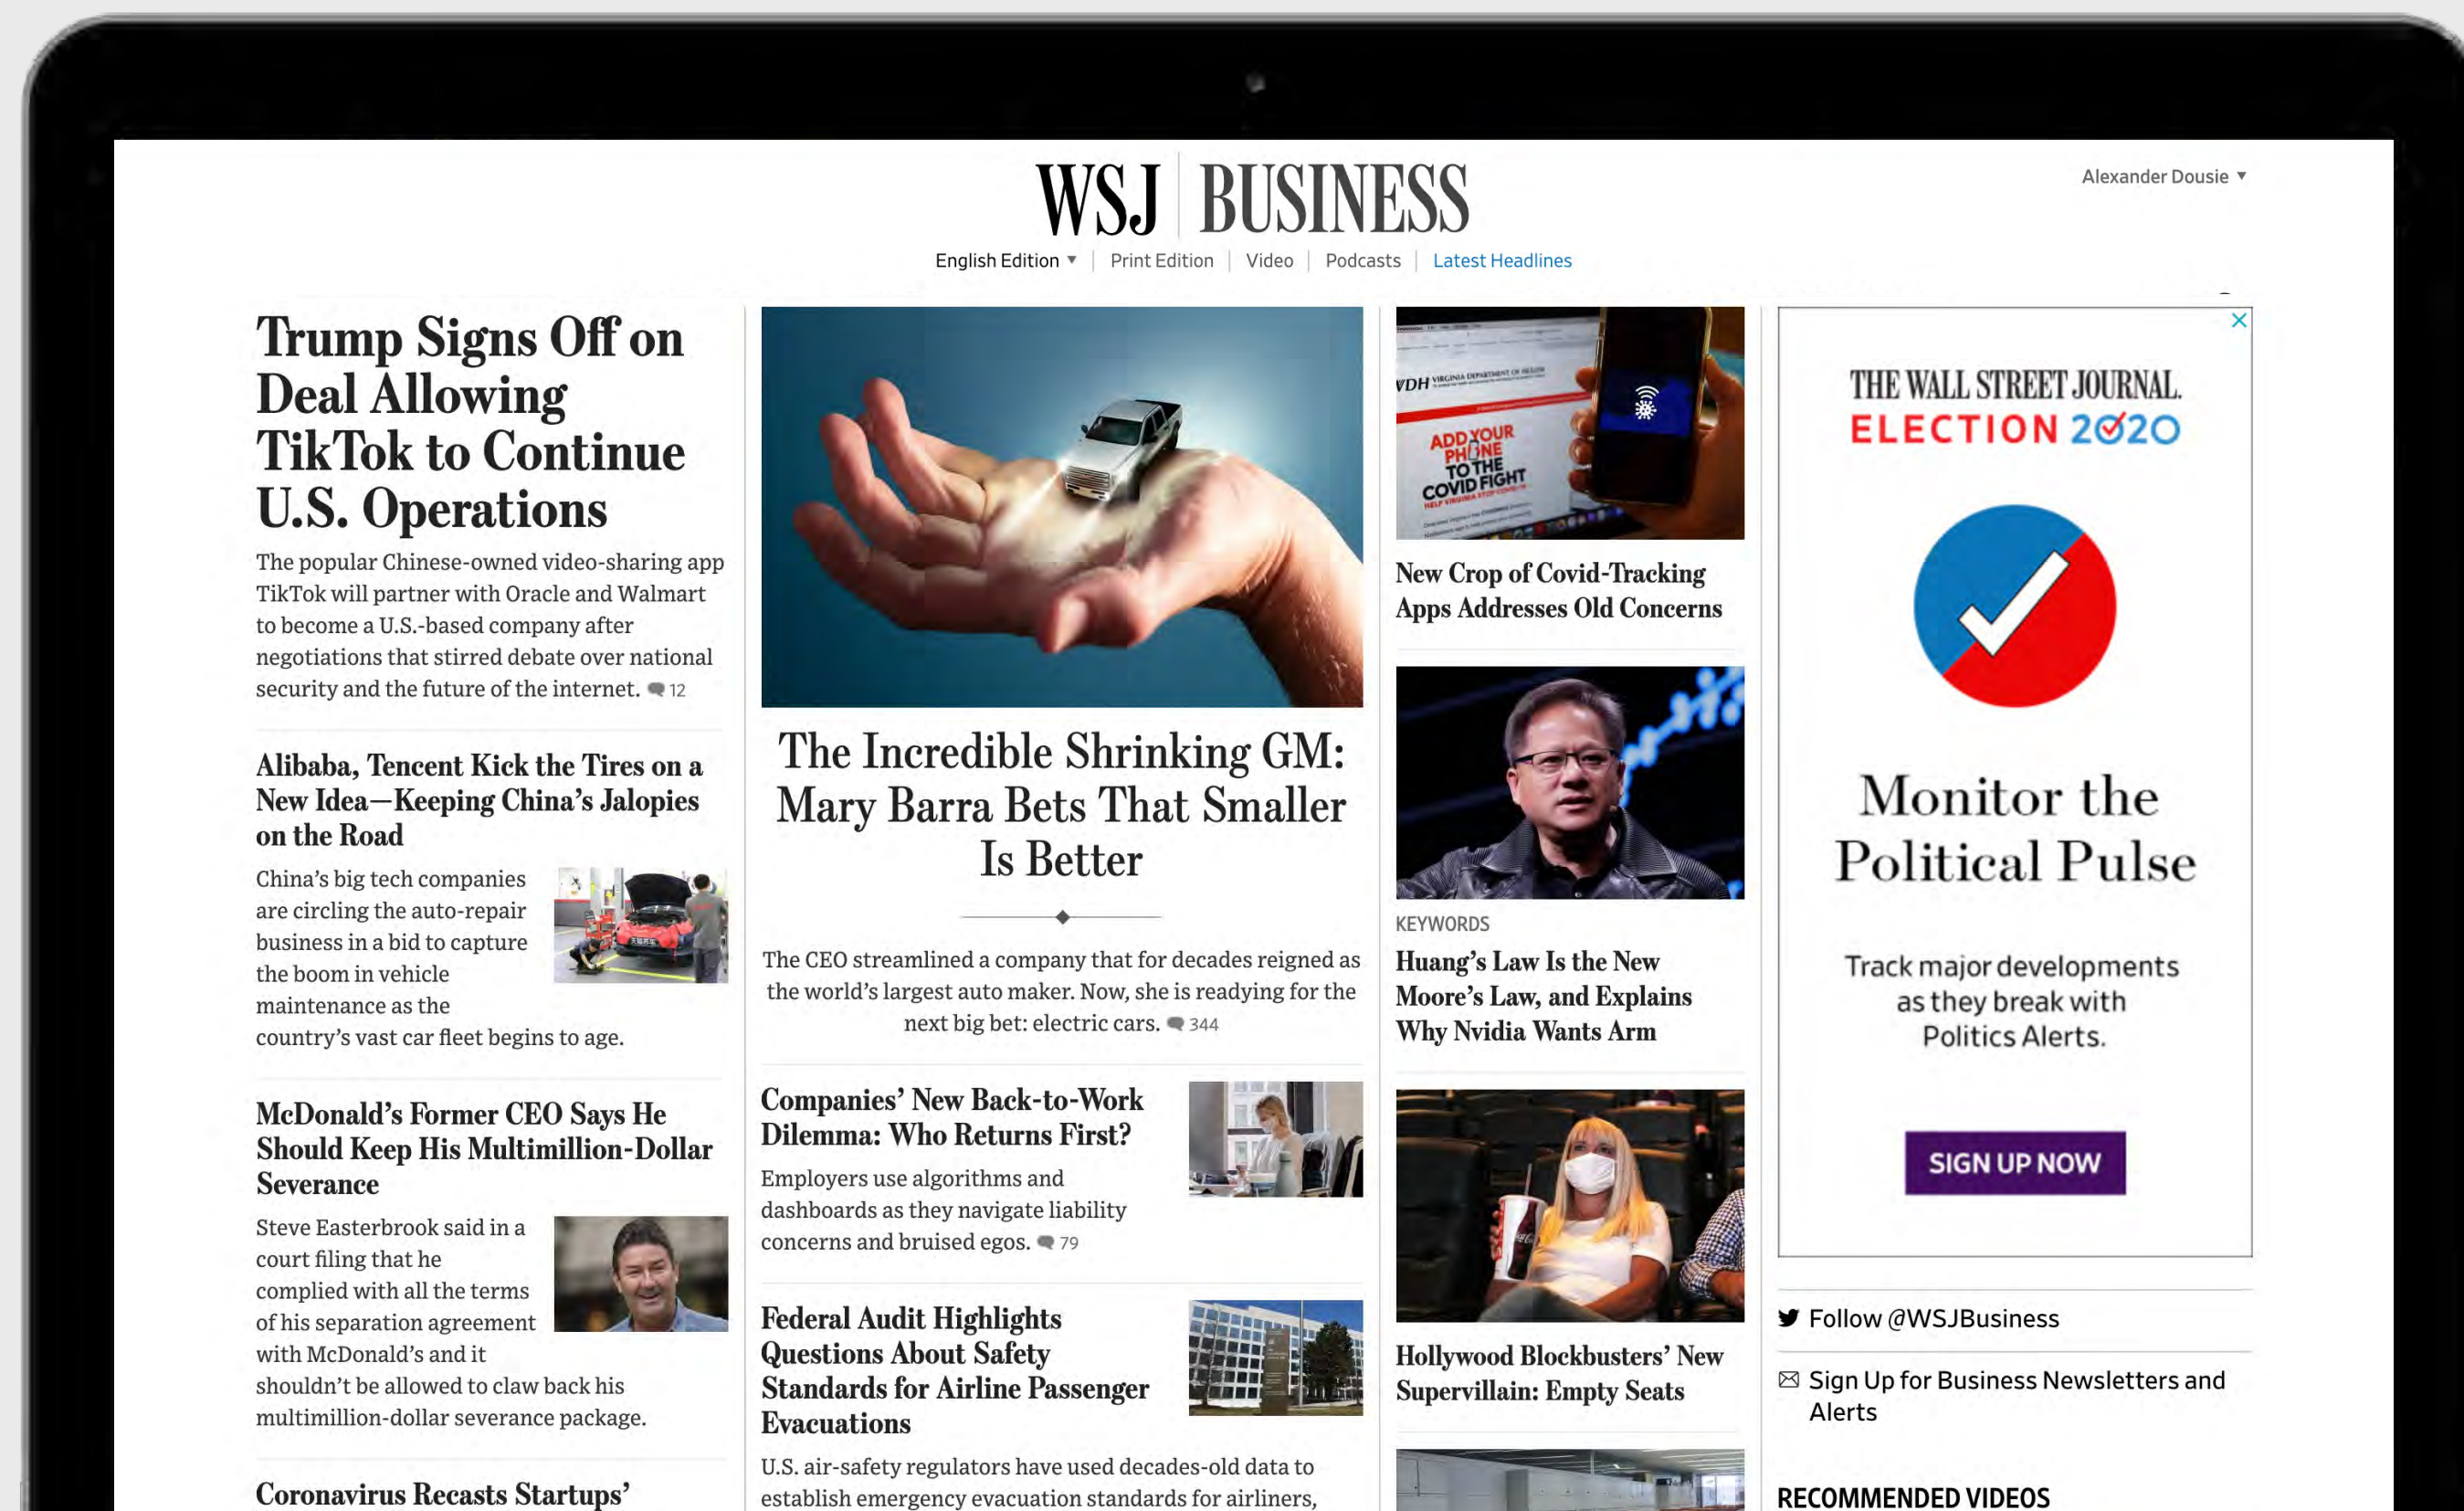 WSJ | BUSINESS
Alexander Dousie ▼
English Edition ▼ | Print Edition | Video | Podcasts | Latest Headlines
Trump Signs Off on
Deal Allowing
TikTok to Continue
U.S. Operations
The popular Chinese-owned video-sharing app
TikTok will partner with Oracle and Walmart
to become a U.S.-based company after
negotiations that stirred debate over national
security and the future of the internet. 12
Alibaba, Tencent Kick the Tires on a
New Idea—Keeping China's Jalopies
on the Road
China's big tech companies
are circling the auto-repair
business in a bid to capture
the boom in vehicle
maintenance as the
country's vast car fleet begins to age.
McDonald's Former CEO Says He
Should Keep His Multimillion-Dollar
Severance
Steve Easterbrook said in a
court filing that he
complied with all the terms
of his separation agreement
with McDonald's and it
shouldn't be allowed to claw back his
multimillion-dollar severance package.
Coronavirus Recasts Startups'
The Incredible Shrinking GM:
Mary Barra Bets That Smaller
Is Better
The CEO streamlined a company that for decades reigned as
the world's largest auto maker. Now, she is readying for the
next big bet: electric cars. 344
Companies' New Back-to-Work
Dilemma: Who Returns First?
Employers use algorithms and
dashboards as they navigate liability
concerns and bruised egos. 79
Federal Audit Highlights
Questions About Safety
Standards for Airline Passenger
Evacuations
U.S. air-safety regulators have used decades-old data to
establish emergency evacuation standards for airliners,
VDH VIRGINIA DEPARTMENT OF HEALTH
ADD YOUR
PHONE
TO THE
COVID FIGHT
HELP VIRGINIA STOP COVID-19
New Crop of Covid-Tracking
Apps Addresses Old Concerns
KEYWORDS
Huang's Law Is the New
Moore's Law, and Explains
Why Nvidia Wants Arm
Hollywood Blockbusters' New
Supervillain: Empty Seats
THE WALL STREET JOURNAL.
ELECTION 2020
Monitor the
Political Pulse
Track major developments
as they break with
Politics Alerts.
SIGN UP NOW
Follow @WSJBusiness
Sign Up for Business Newsletters and
Alerts
RECOMMENDED VIDEOS